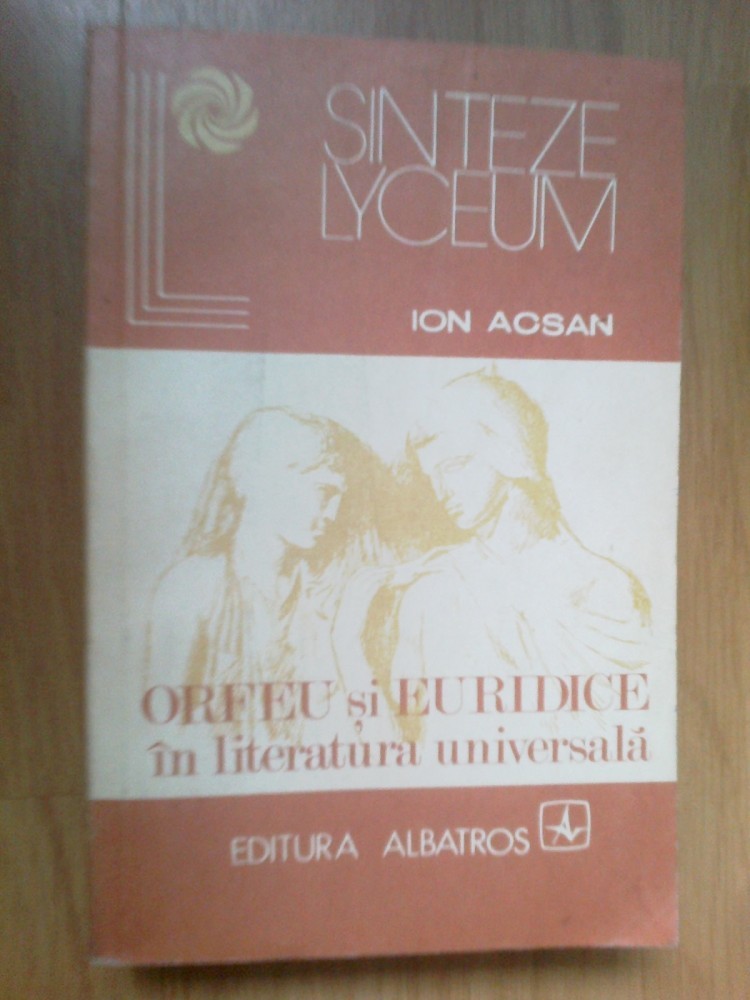 SINTEZE
LYCEUM
ION ACSAN
ORFEU și EURIDICE
în literatura universală
EDITURA ALBATROS